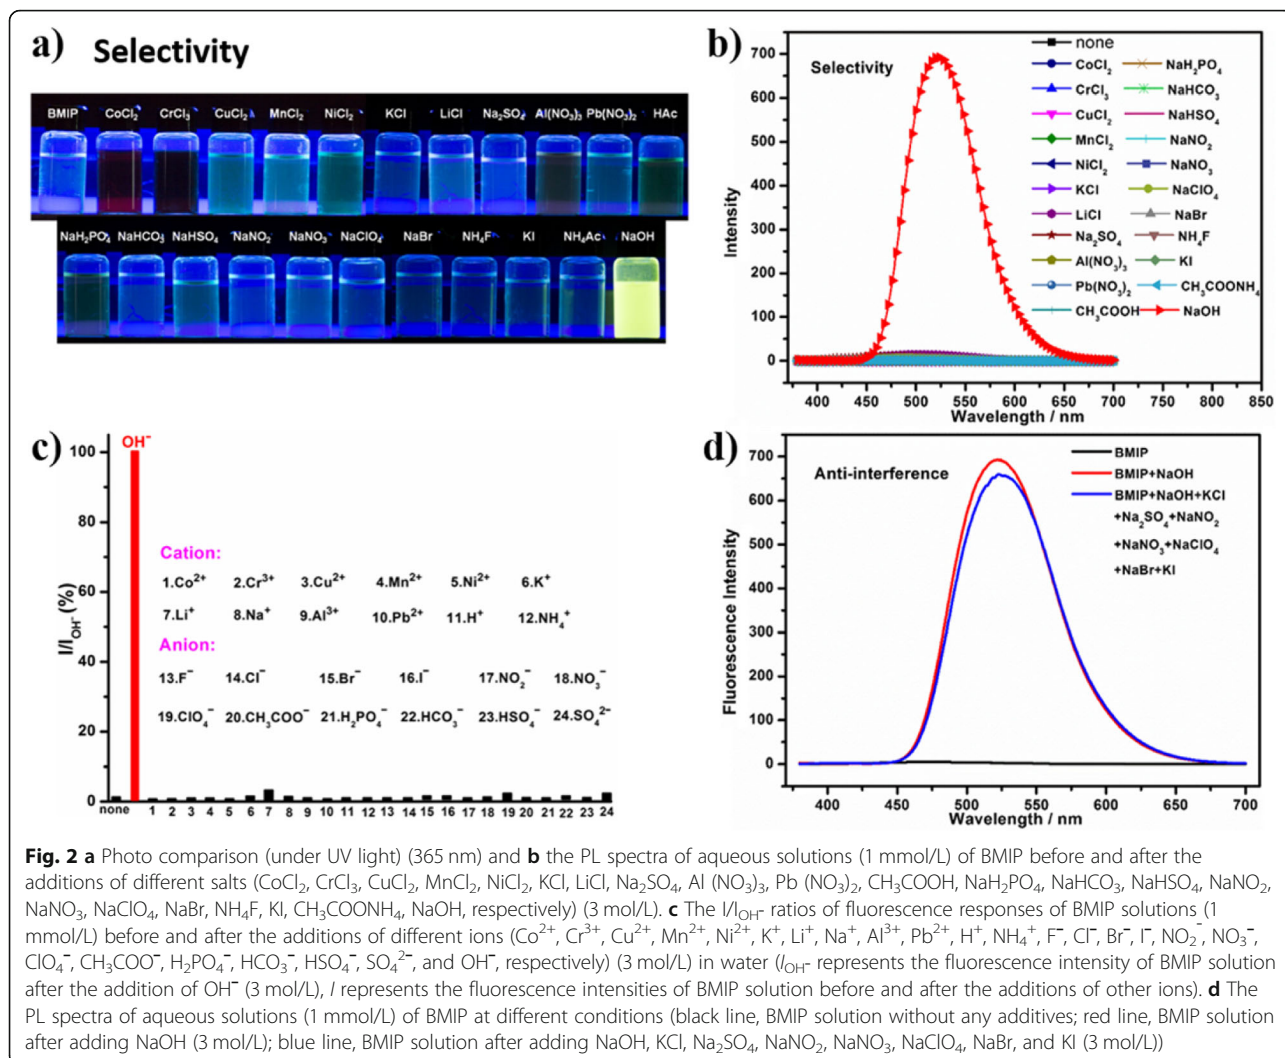 a) Selectivity
BMIP CoCl₂ CrCl₃ CuCl₂ MnCl₂ NiCl₂ KCl LiCl Na₂SO₄ Al(NO₃)₃ Pb(NO₃)₂ HAc
NaH₂PO₄ NaHCO₃ NaHSO₄ NaNO₂ NaNO₃ NaClO₄ NaBr NH₄F KI NH₄Ac NaOH
b)
Selectivity
Intensity
700
600
500
400
300
200
100
0
400 450 500 550 600 650 700 750 800 850
Wavelength / nm
none
CoCl₂ NaH₂PO₄
CrCl₃ NaHCO₃
CuCl₂ NaHSO₄
MnCl₂ NaNO₂
NiCl₂ NaNO₃
KCl NaClO₄
LiCl NaBr
Na₂SO₄ NH₄F
Al(NO₃)₃ KI
Pb(NO₃)₂ CH₃COONH₄
CH₃COOH NaOH
c)
I/I_OH⁻ (%)
100
80
60
40
20
0
OH⁻
Cation:
1.Co²⁺ 2.Cr³⁺ 3.Cu²⁺ 4.Mn²⁺ 5.Ni²⁺ 6.K⁺
7.Li⁺ 8.Na⁺ 9.Al³⁺ 10.Pb²⁺ 11.H⁺ 12.NH₄⁺
Anion:
13.F⁻ 14.Cl⁻ 15.Br⁻ 16.I⁻ 17.NO₂⁻ 18.NO₃⁻
19.ClO₄⁻ 20.CH₃COO⁻ 21.H₂PO₄⁻ 22.HCO₃⁻ 23.HSO₄⁻ 24.SO₄²⁻
none 1 2 3 4 5 6 7 8 9 10 11 12 13 14 15 16 17 18 19 20 21 22 23 24
d)
Anti-interference
Fluorescence Intensity
700
600
500
400
300
200
100
0
400 450 500 550 600 650 700
Wavelength / nm
BMIP
BMIP+NaOH
BMIP+NaOH+KCl
+Na₂SO₄+NaNO₂
+NaNO₃+NaClO₄
+NaBr+KI
Fig. 2 a Photo comparison (under UV light) (365 nm) and b the PL spectra of aqueous solutions (1 mmol/L) of BMIP before and after the
additions of different salts (CoCl₂, CrCl₃, CuCl₂, MnCl₂, NiCl₂, KCl, LiCl, Na₂SO₄, Al (NO₃)₃, Pb (NO₃)₂, CH₃COOH, NaH₂PO₄, NaHCO₃, NaHSO₄, NaNO₂,
NaNO₃, NaClO₄, NaBr, NH₄F, KI, CH₃COONH₄, NaOH, respectively) (3 mol/L). c The I/I_OH⁻ ratios of fluorescence responses of BMIP solutions (1
mmol/L) before and after the additions of different ions (Co²⁺, Cr³⁺, Cu²⁺, Mn²⁺, Ni²⁺, K⁺, Li⁺, Na⁺, Al³⁺, Pb²⁺, H⁺, NH₄⁺, F⁻, Cl⁻, Br⁻, I⁻, NO₂⁻, NO₃⁻,
ClO₄⁻, CH₃COO⁻, H₂PO₄⁻, HCO₃⁻, HSO₄⁻, SO₄²⁻, and OH⁻, respectively) (3 mol/L) in water (I_OH⁻ represents the fluorescence intensity of BMIP solution
after the addition of OH⁻ (3 mol/L), I represents the fluorescence intensities of BMIP solution before and after the additions of other ions). d The
PL spectra of aqueous solutions (1 mmol/L) of BMIP at different conditions (black line, BMIP solution without any additives; red line, BMIP solution
after adding NaOH (3 mol/L); blue line, BMIP solution after adding NaOH, KCl, Na₂SO₄, NaNO₂, NaNO₃, NaClO₄, NaBr, and KI (3 mol/L))